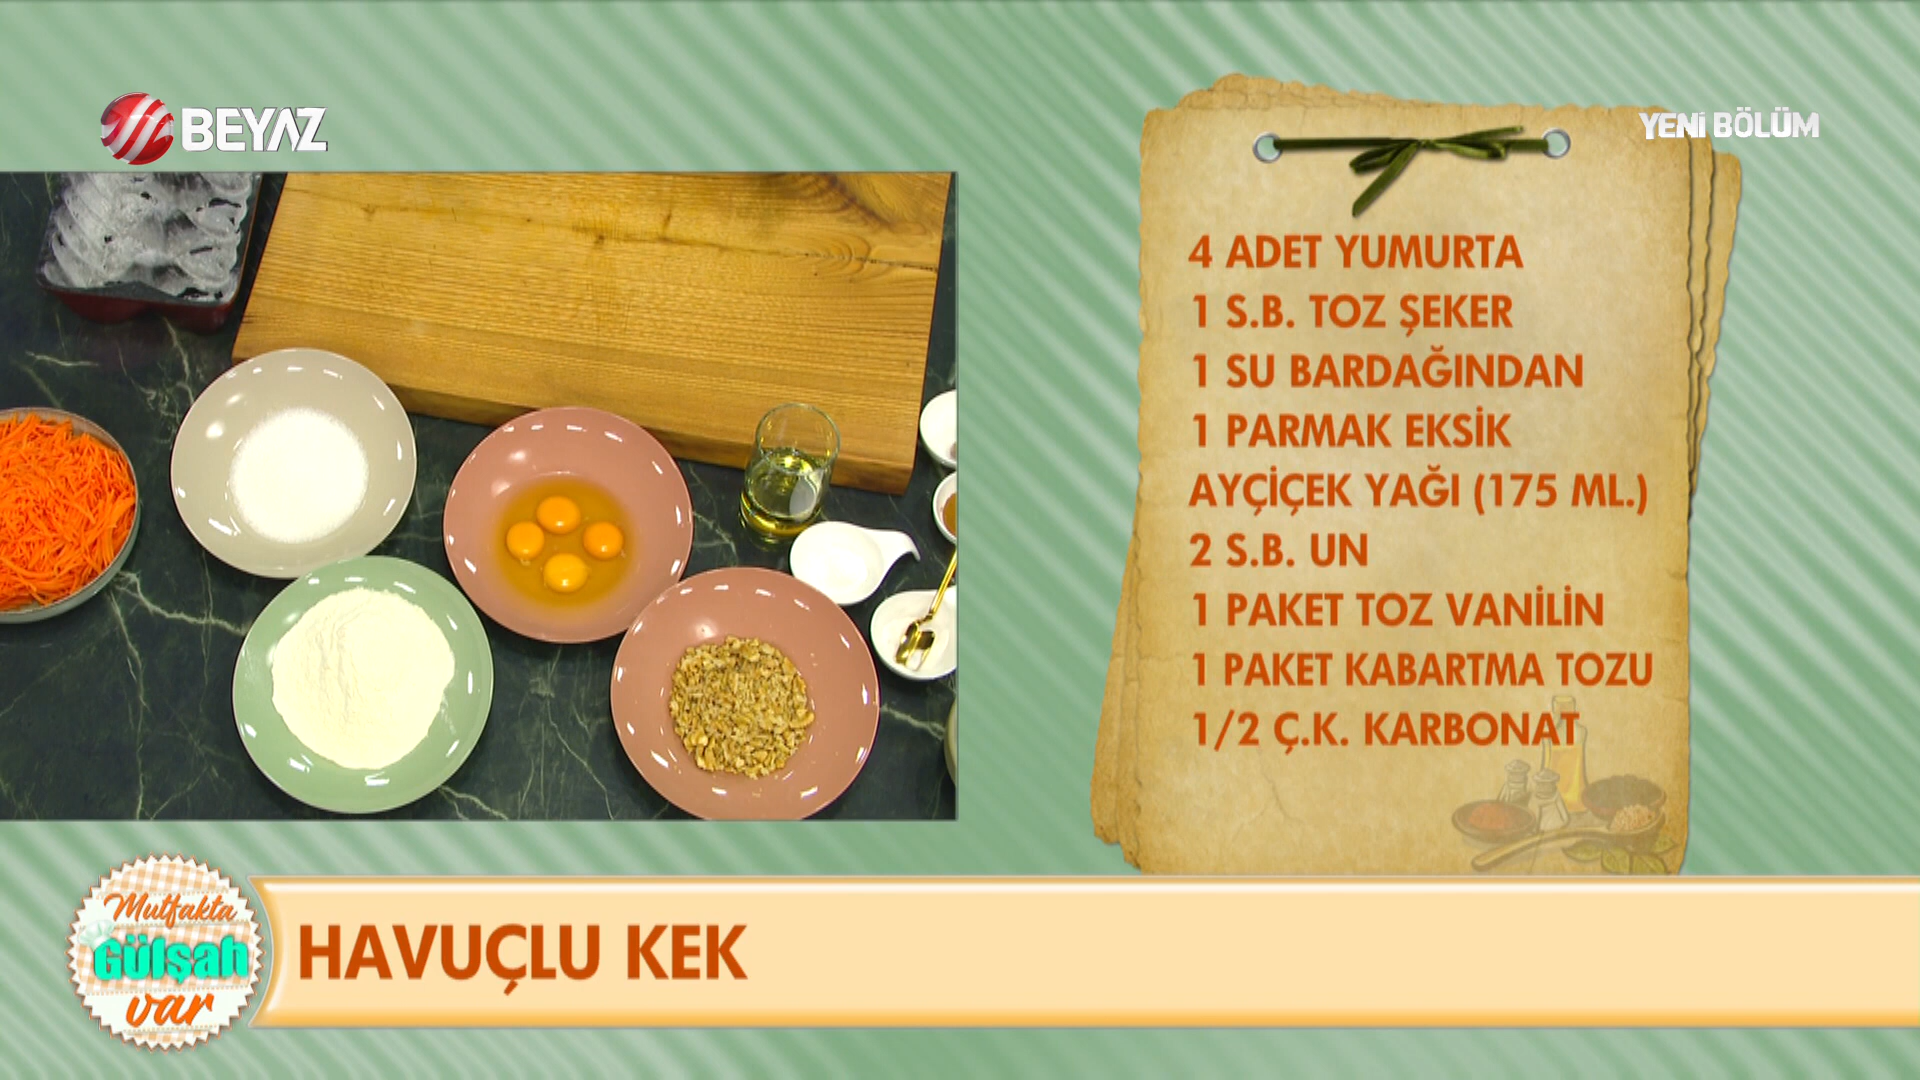 BEYAZ
YENİ BÖLÜM
4 ADET YUMURTA
1 S.B. TOZ ŞEKER
1 SU BARDAĞINDAN
1 PARMAK EKSİK
AYÇİÇEK YAĞI (175 ML.)
2 S.B. UN
1 PAKET TOZ VANİLİN
1 PAKET KABARTMA TOZU
1/2 Ç.K. KARBONAT
Mutfakta
Gülşah
var
HAVUÇLU KEK